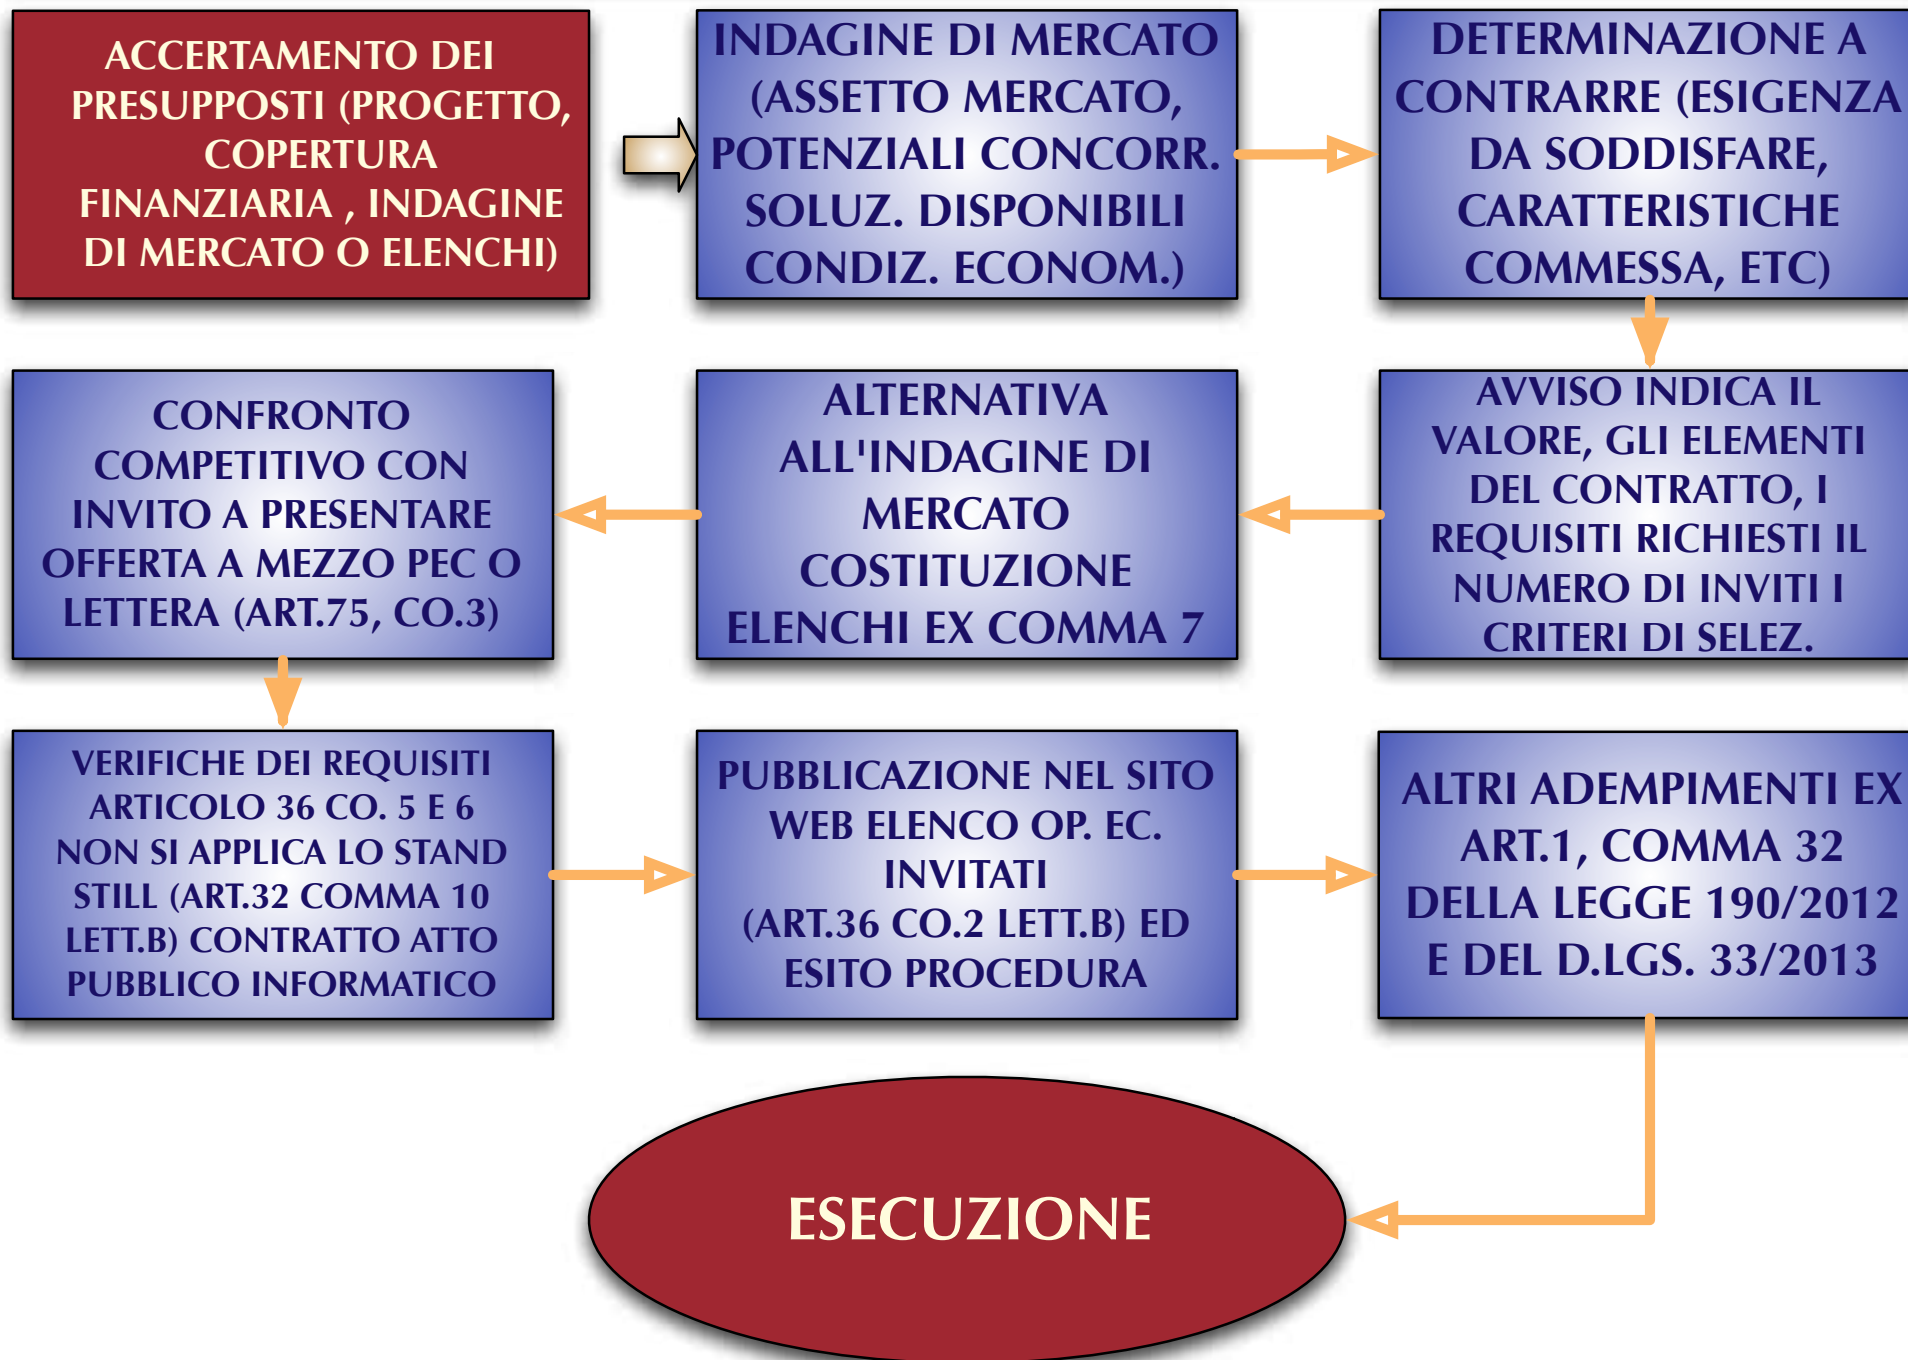 ACCERTAMENTO DEI
PRESUPPOSTI (PROGETTO,
COPERTURA
FINANZIARIA , INDAGINE
DI MERCATO O ELENCHI)
INDAGINE DI MERCATO
(ASSETTO MERCATO,
POTENZIALI CONCORR.
SOLUZ. DISPONIBILI
CONDIZ. ECONOM.)
DETERMINAZIONE A
CONTRARRE (ESIGENZA
DA SODDISFARE,
CARATTERISTICHE
COMMESSA, ETC)
AVVISO INDICA IL
VALORE, GLI ELEMENTI
DEL CONTRATTO, I
REQUISITI RICHIESTI IL
NUMERO DI INVITI I
CRITERI DI SELEZ.
ALTERNATIVA
ALL'INDAGINE DI
MERCATO
COSTITUZIONE
ELENCHI EX COMMA 7
CONFRONTO
COMPETITIVO CON
INVITO A PRESENTARE
OFFERTA A MEZZO PEC O
LETTERA (ART.75, CO.3)
VERIFICHE DEI REQUISITI
ARTICOLO 36 CO. 5 E 6
NON SI APPLICA LO STAND
STILL (ART.32 COMMA 10
LETT.B) CONTRATTO ATTO
PUBBLICO INFORMATICO
PUBBLICAZIONE NEL SITO
WEB ELENCO OP. EC.
INVITATI
(ART.36 CO.2 LETT.B) ED
ESITO PROCEDURA
ALTRI ADEMPIMENTI EX
ART.1, COMMA 32
DELLA LEGGE 190/2012
E DEL D.LGS. 33/2013
ESECUZIONE